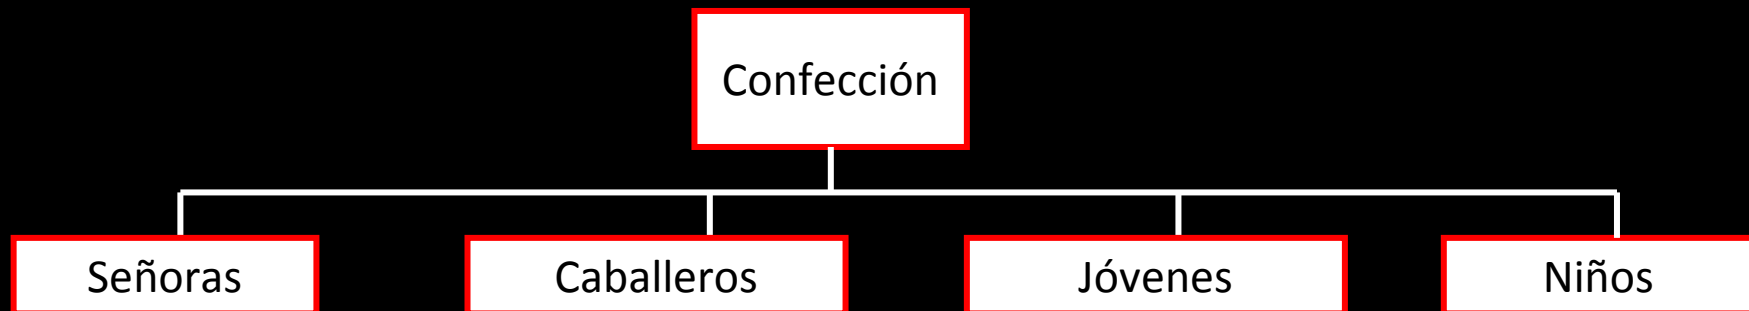 Confección
Señoras
Caballeros
Jóvenes
Niños